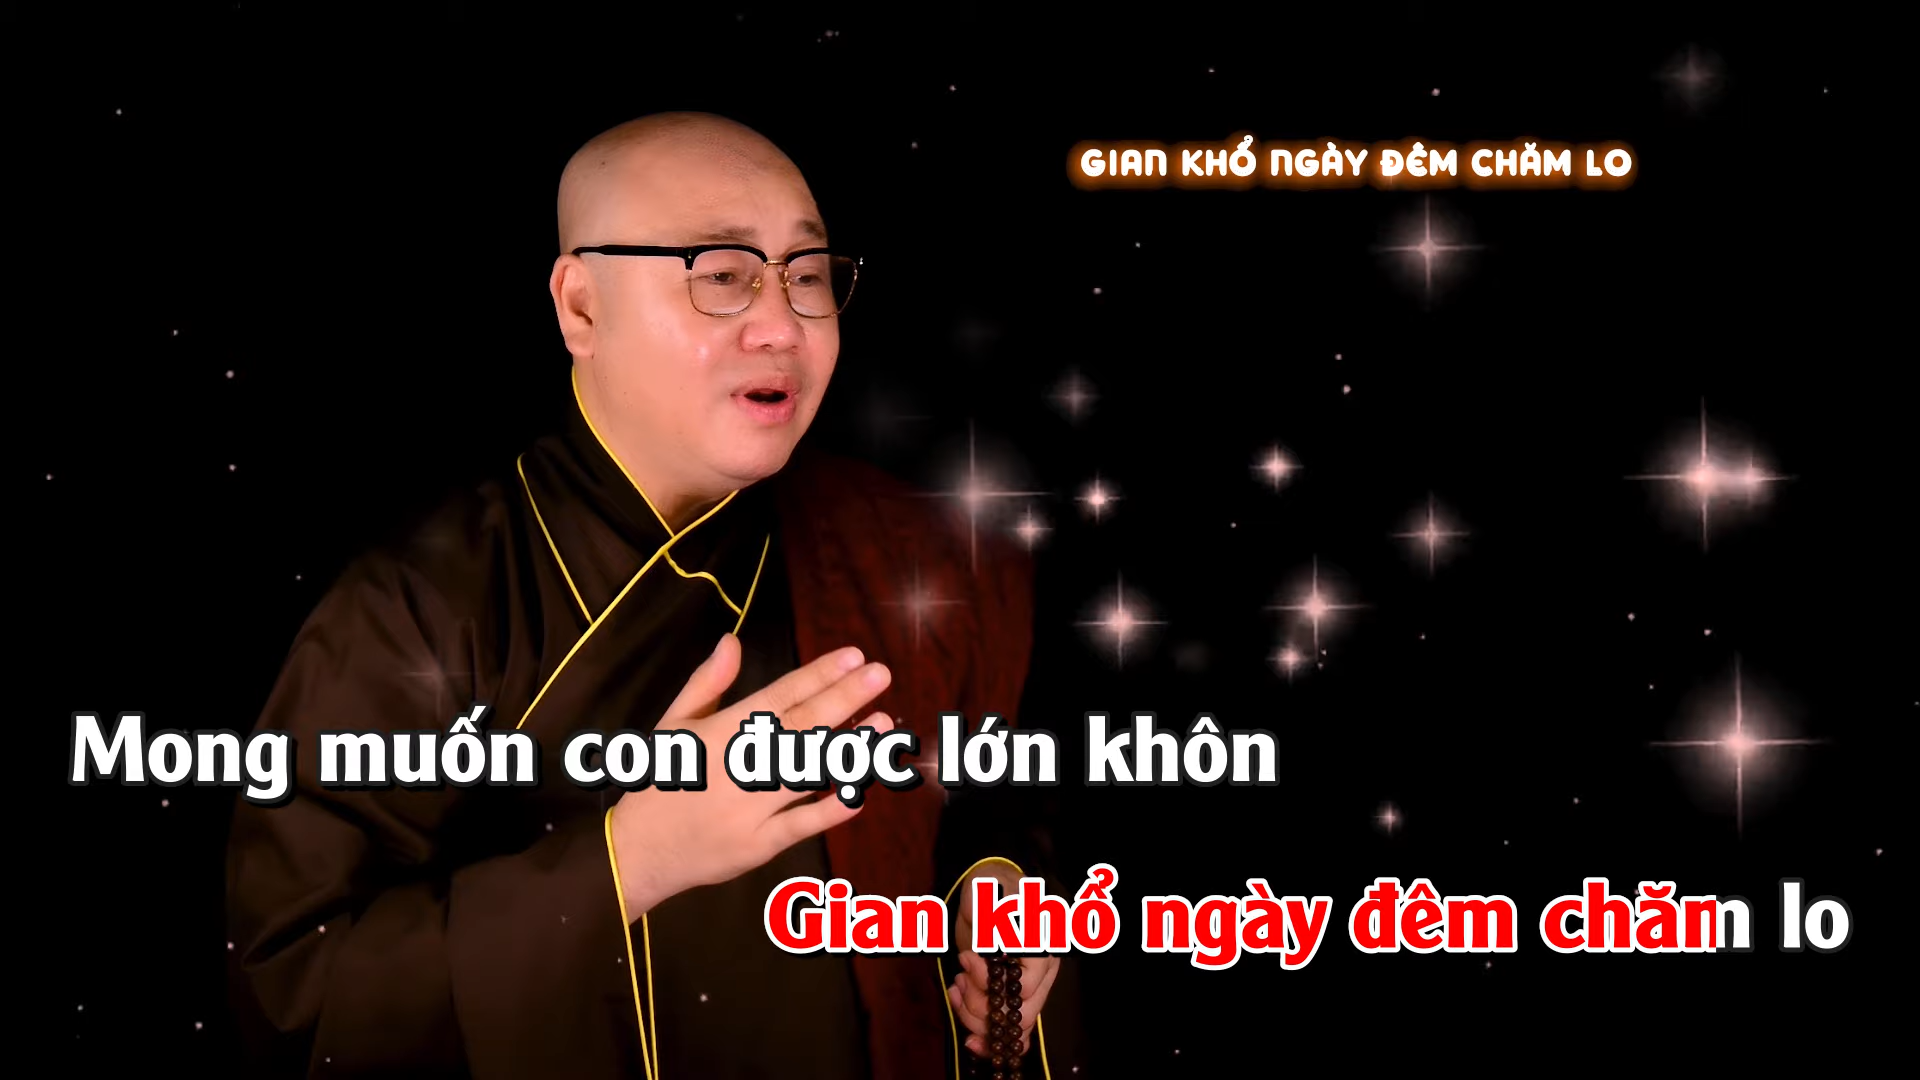 GIAN KHỔ NGÀY ĐÊM CHĂM LO
Mong muốn con được lớn khôn
Gian khổ ngày đêm chăm lo